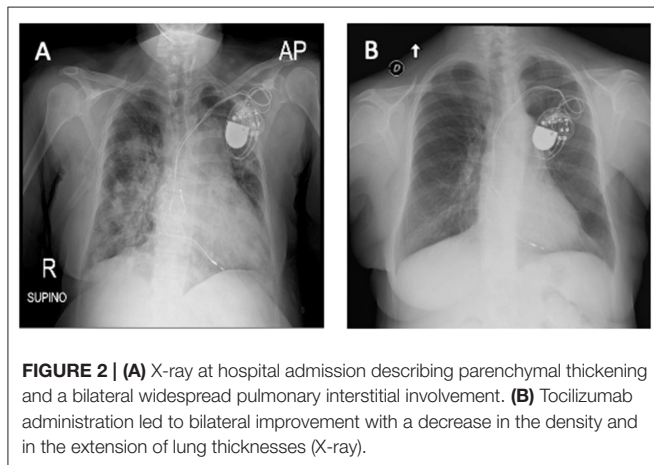 A
AP
R
SUPINO
B
D
FIGURE 2 | (A) X-ray at hospital admission describing parenchymal thickening
and a bilateral widespread pulmonary interstitial involvement. (B) Tocilizumab
administration led to bilateral improvement with a decrease in the density and
in the extension of lung thicknesses (X-ray).